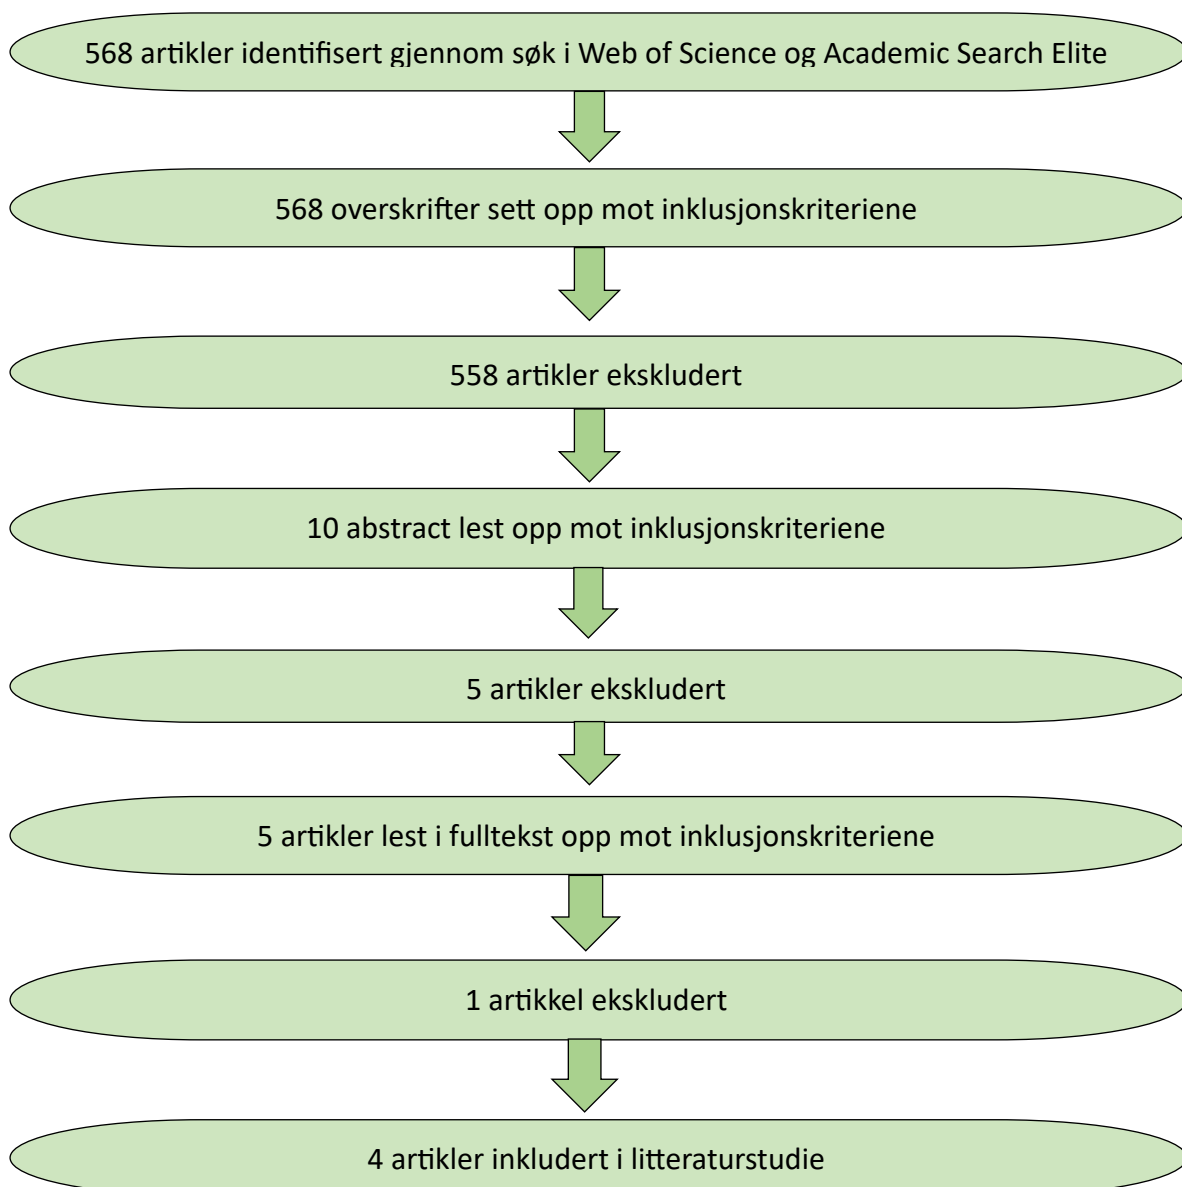 568 artikler identifisert gjennom søk i Web of Science og Academic Search Elite
568 overskrifter sett opp mot inklusjonskriteriene
558 artikler ekskludert
10 abstract lest opp mot inklusjonskriteriene
5 artikler ekskludert
5 artikler lest i fulltekst opp mot inklusjonskriteriene
1 artikkel ekskludert
4 artikler inkludert i litteraturstudie